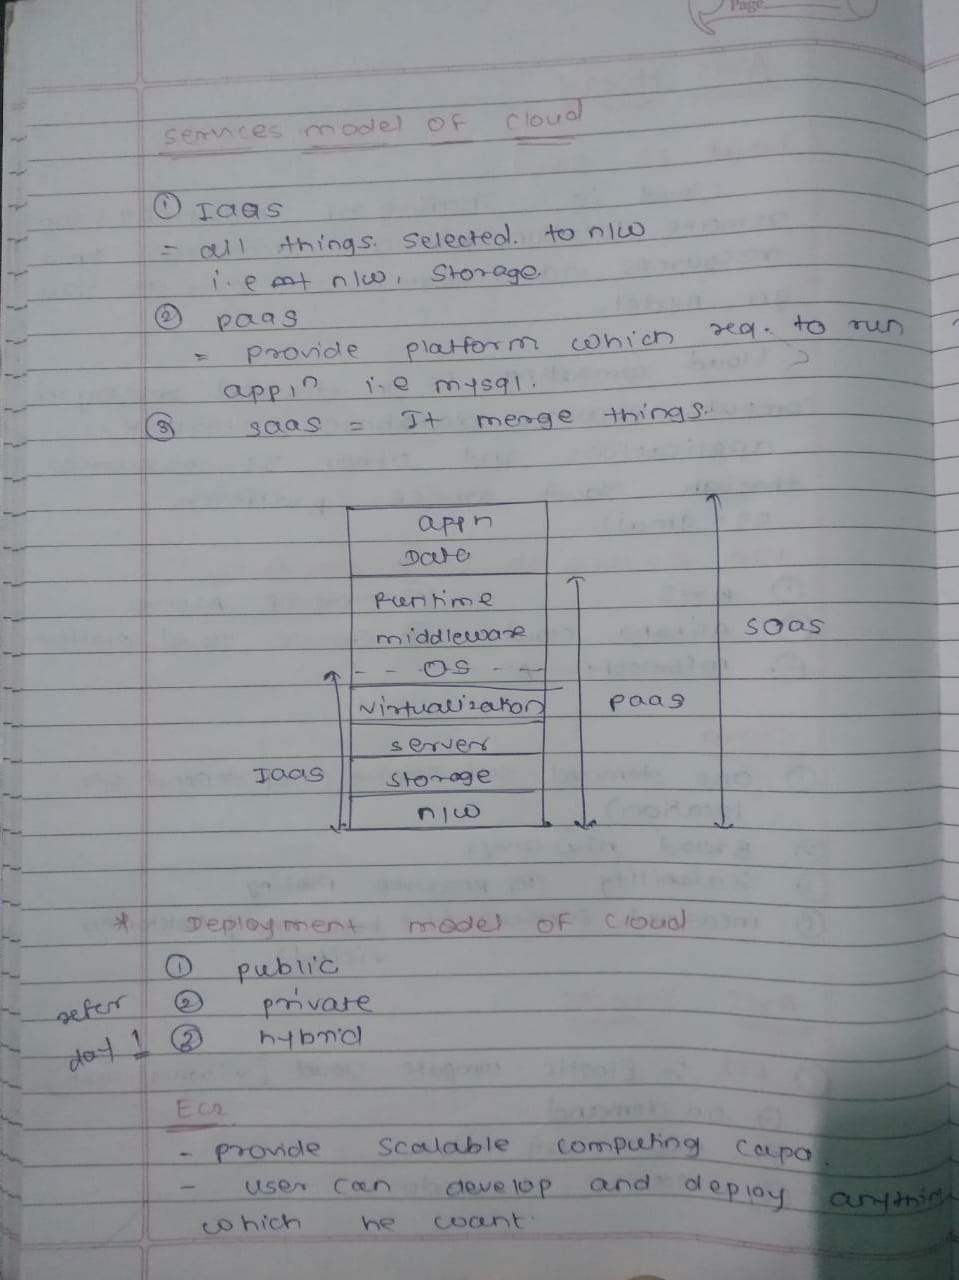 Page
services model of cloud
① Iaas
= all things. selected. to n/w
i.e n/w, storage.
② paas
= provide platform which req. to run
appln i.e mysql.
③ saas = It merge things.
appn
Data
Runtime
middleware
- - OS - -
virtualization
server
storage
n/w
Iaas
paas
saas
* Deployment model of cloud
① public
② private
③ hybrid
refer
day 1
EC2
- provide scalable computing capa.
- user can develop and deploy anything
which he want.